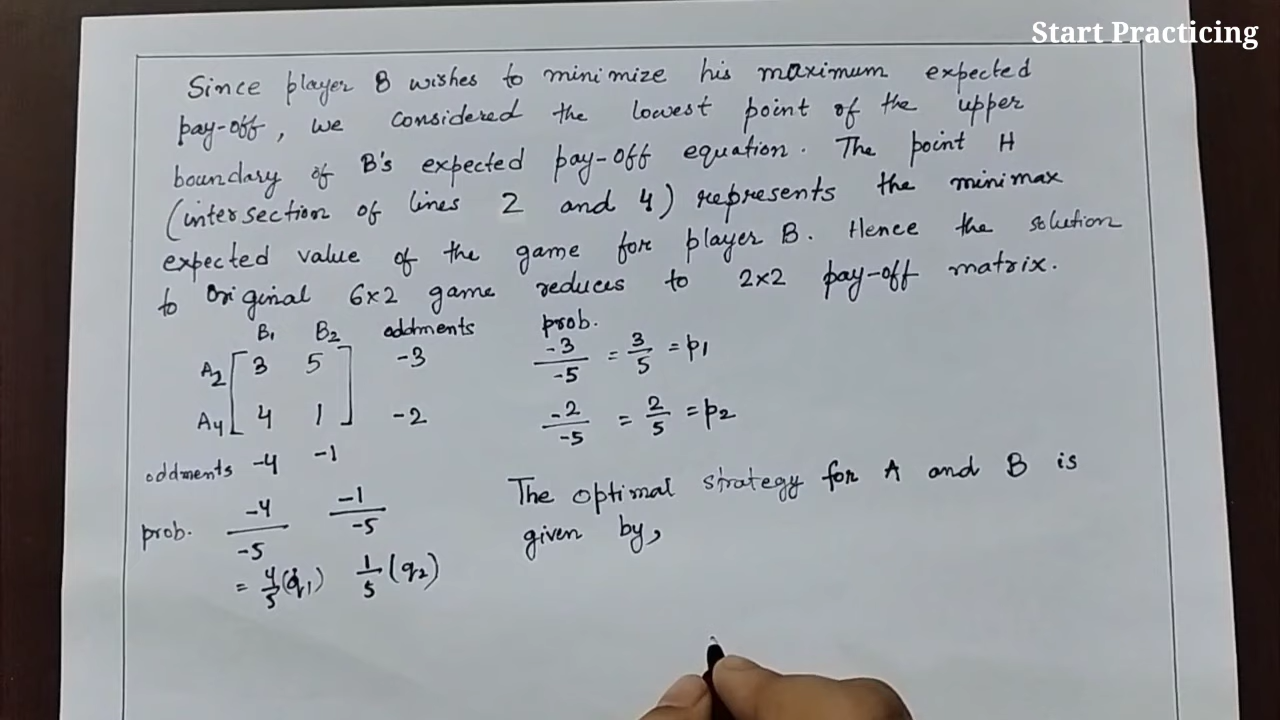 Start Practicing
Since player B wishes to minimize his maximum expected
pay-off, we considered the lowest point of the upper
boundary of B's expected pay-off equation. The point H
(intersection of lines 2 and 4) represents the minimax
expected value of the game for player B. Hence the solution
to original 6x2 game reduces to 2x2 pay-off matrix.
B1 B2 oddments prob.
A2 3 5 -3 -3/-5 = 3/5 = p1
A4 4 1 -2 -2/-5 = 2/5 = p2
oddments -4 -1
prob. -4/-5 -1/-5
= 4/5 (q1) 1/5 (q2)
The optimal strategy for A and B is
given by,